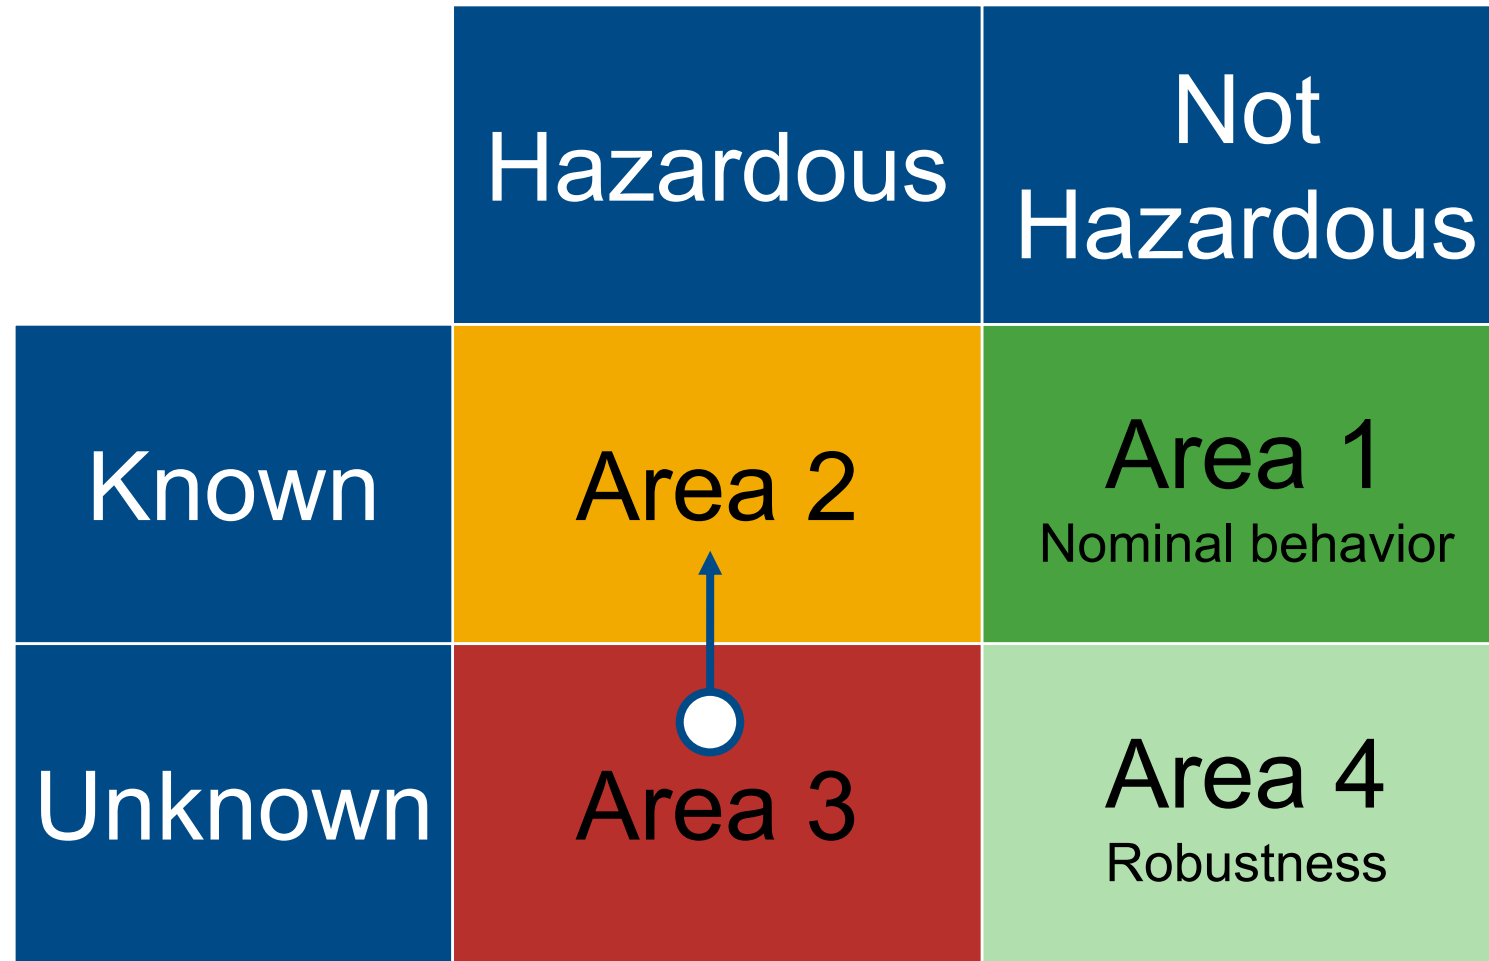 Hazardous
Not
Hazardous
Known
Area 2
Area 1
Nominal behavior
Unknown
Area 3
Area 4
Robustness